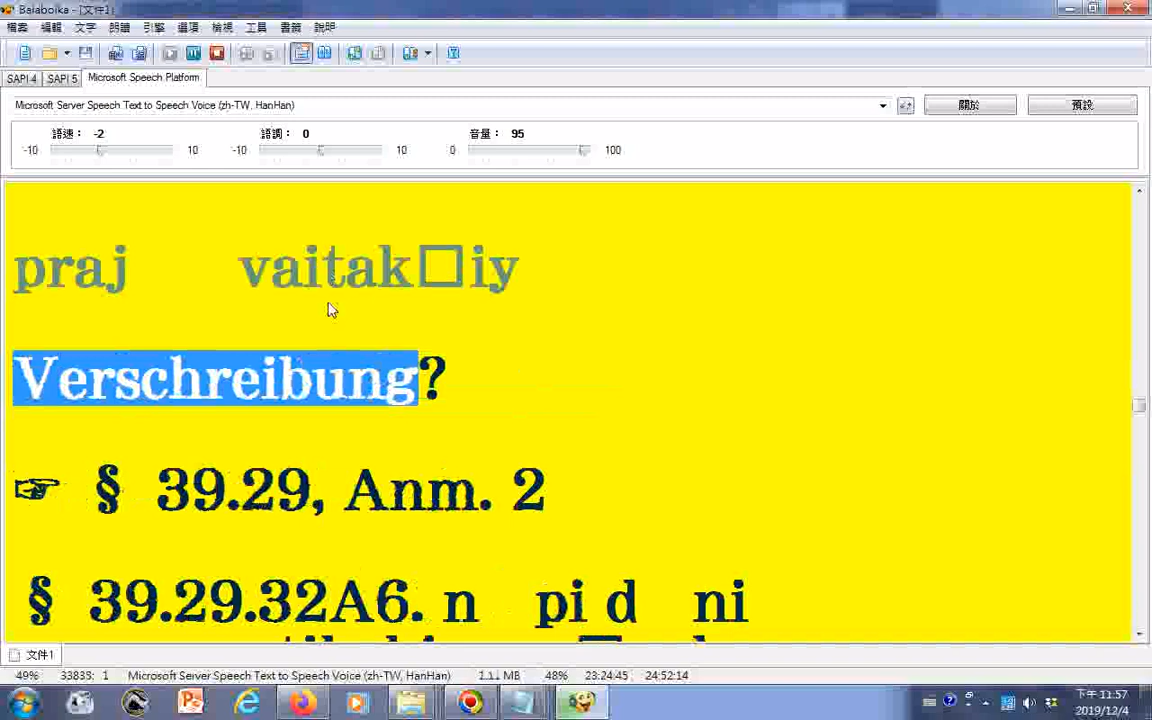 Balabolka - [文件1]
檔案 編輯 文字 朗讀 引擎 選項 檢視 工具 書籤 說明
SAPI 4 SAPI 5 Microsoft Speech Platform
Microsoft Server Speech Text to Speech Voice (zh-TW, HanHan) 關於 預設
語速： -2 語調： 0 音量： 95
-10 10 -10 10 0 100
praj vaitak□iy
Verschreibung?
☞ § 39.29, Anm. 2
§ 39.29.32A6. n pi d ni
文件1
49% 33835: 1 Microsoft Server Speech Text to Speech Voice (zh-TW, HanHan) 1.11 MB 48% 23:24:45 24:52:14
下午 11:57
2019/12/4